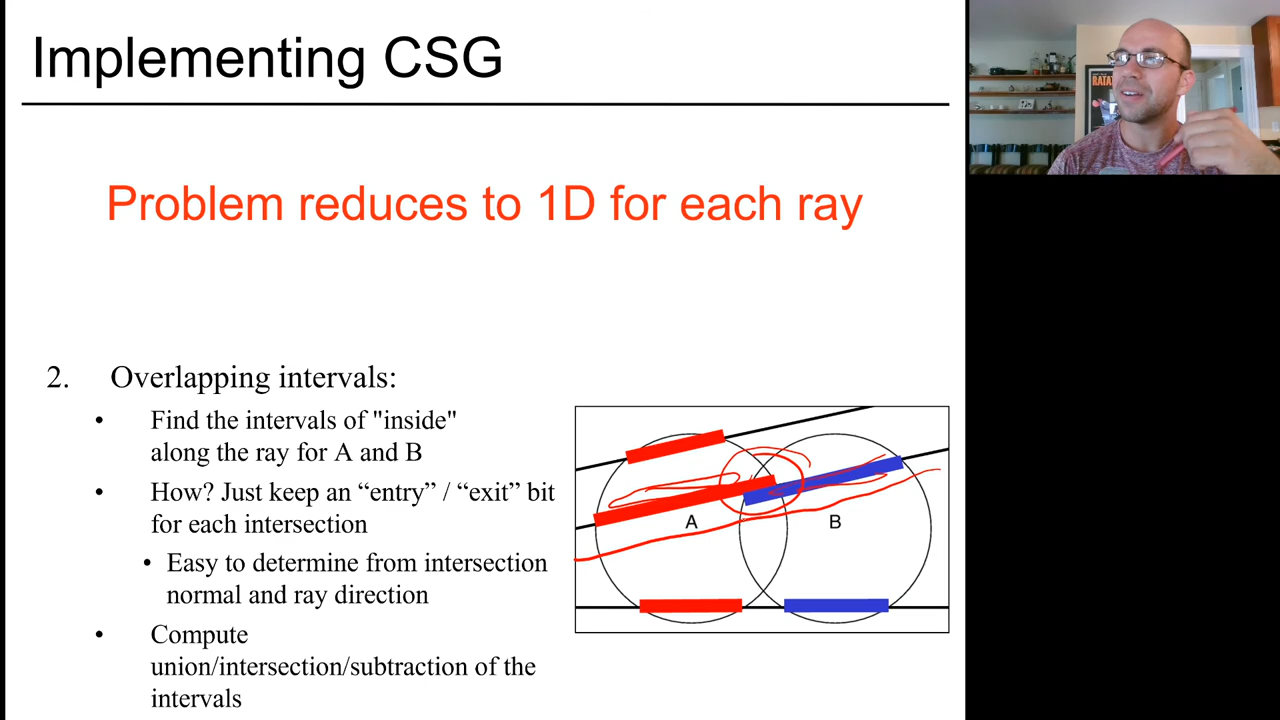 Implementing CSG
Problem reduces to 1D for each ray
2. Overlapping intervals:
• Find the intervals of "inside"
along the ray for A and B
• How? Just keep an “entry” / “exit” bit
for each intersection
• Easy to determine from intersection
normal and ray direction
• Compute
union/intersection/subtraction of the
intervals
A
B